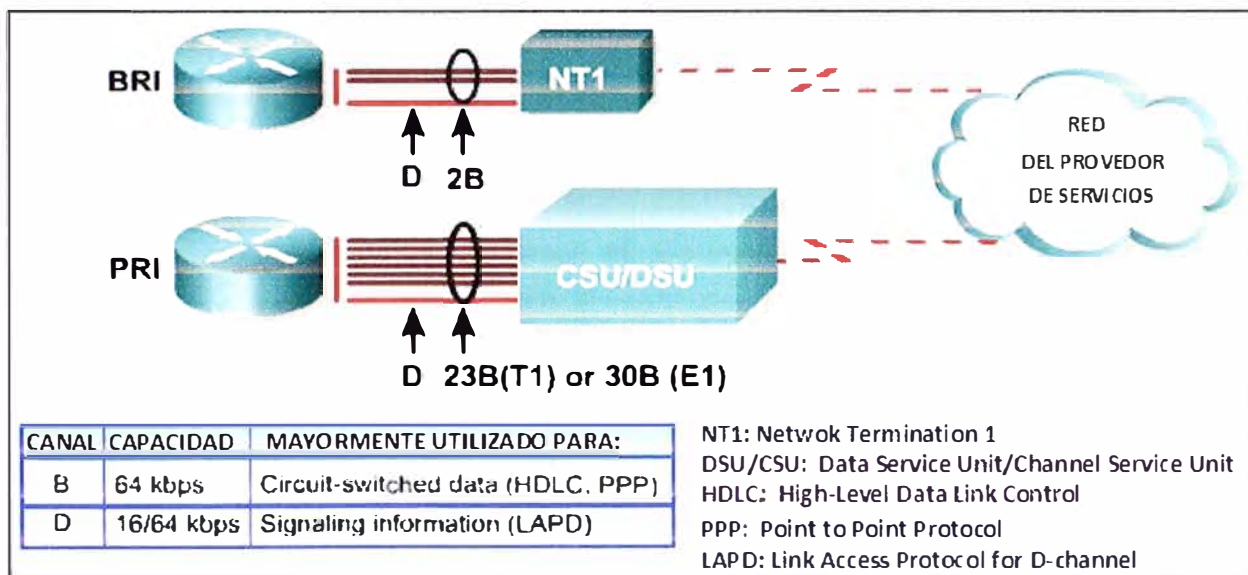 BRI
NT1
D 2B
RED
DEL PROVEDOR
DE SERVICIOS
PRI
CSU/DSU
D 23B(T1) or 30B (E1)
CANAL CAPACIDAD MAYORMENTE UTILIZADO PARA:
B 64 kbps Circuit-switched data (HDLC, PPP)
D 16/64 kbps Signaling information (LAPD)
NT1: Netwok Termination 1
DSU/CSU: Data Service Unit/Channel Service Unit
HDLC: High-Level Data Link Control
PPP: Point to Point Protocol
LAPD: Link Access Protocol for D-channel